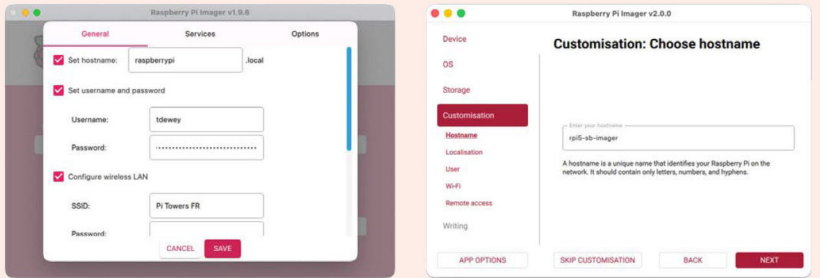 Raspberry Pi Imager v1.9.6
General Services Options
Set hostname: raspberrypi .local
Set username and password
Username: tdewey
Password:
Configure wireless LAN
SSID: Pi Towers FR
Password:
CANCEL SAVE
Raspberry Pi Imager v2.0.0
Device
OS
Storage
Customisation
Hostname
Localisation
User
Wi-Fi
Remote access
Writing
Customisation: Choose hostname
Enter your hostname
rpi5-sb-imager
A hostname is a unique name that identifies your Raspberry Pi on the
network. It should contain only letters, numbers, and hyphens.
APP OPTIONS SKIP CUSTOMISATION BACK NEXT